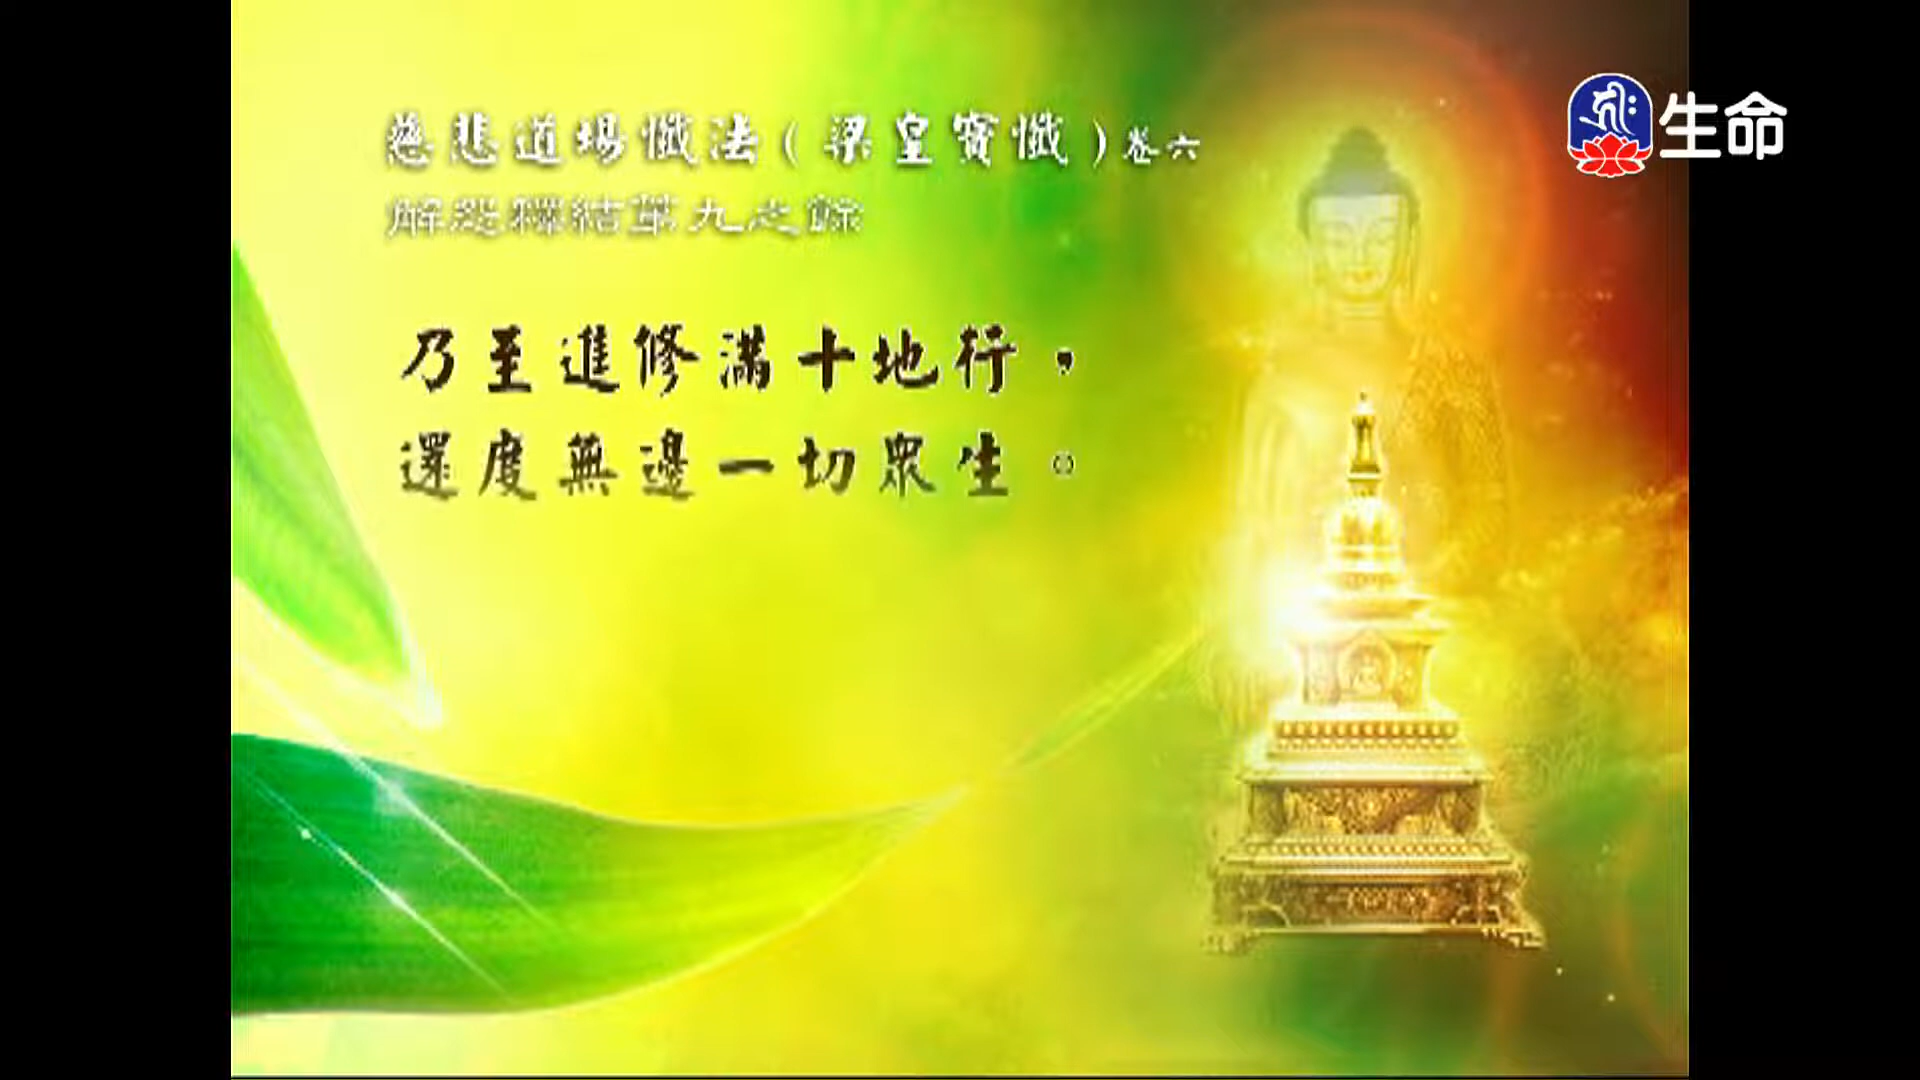 慈悲道場懺法(梁皇寶懺)卷六
解怨釋結第九之餘
乃至進修滿十地行，
還度無邊一切眾生。
生命